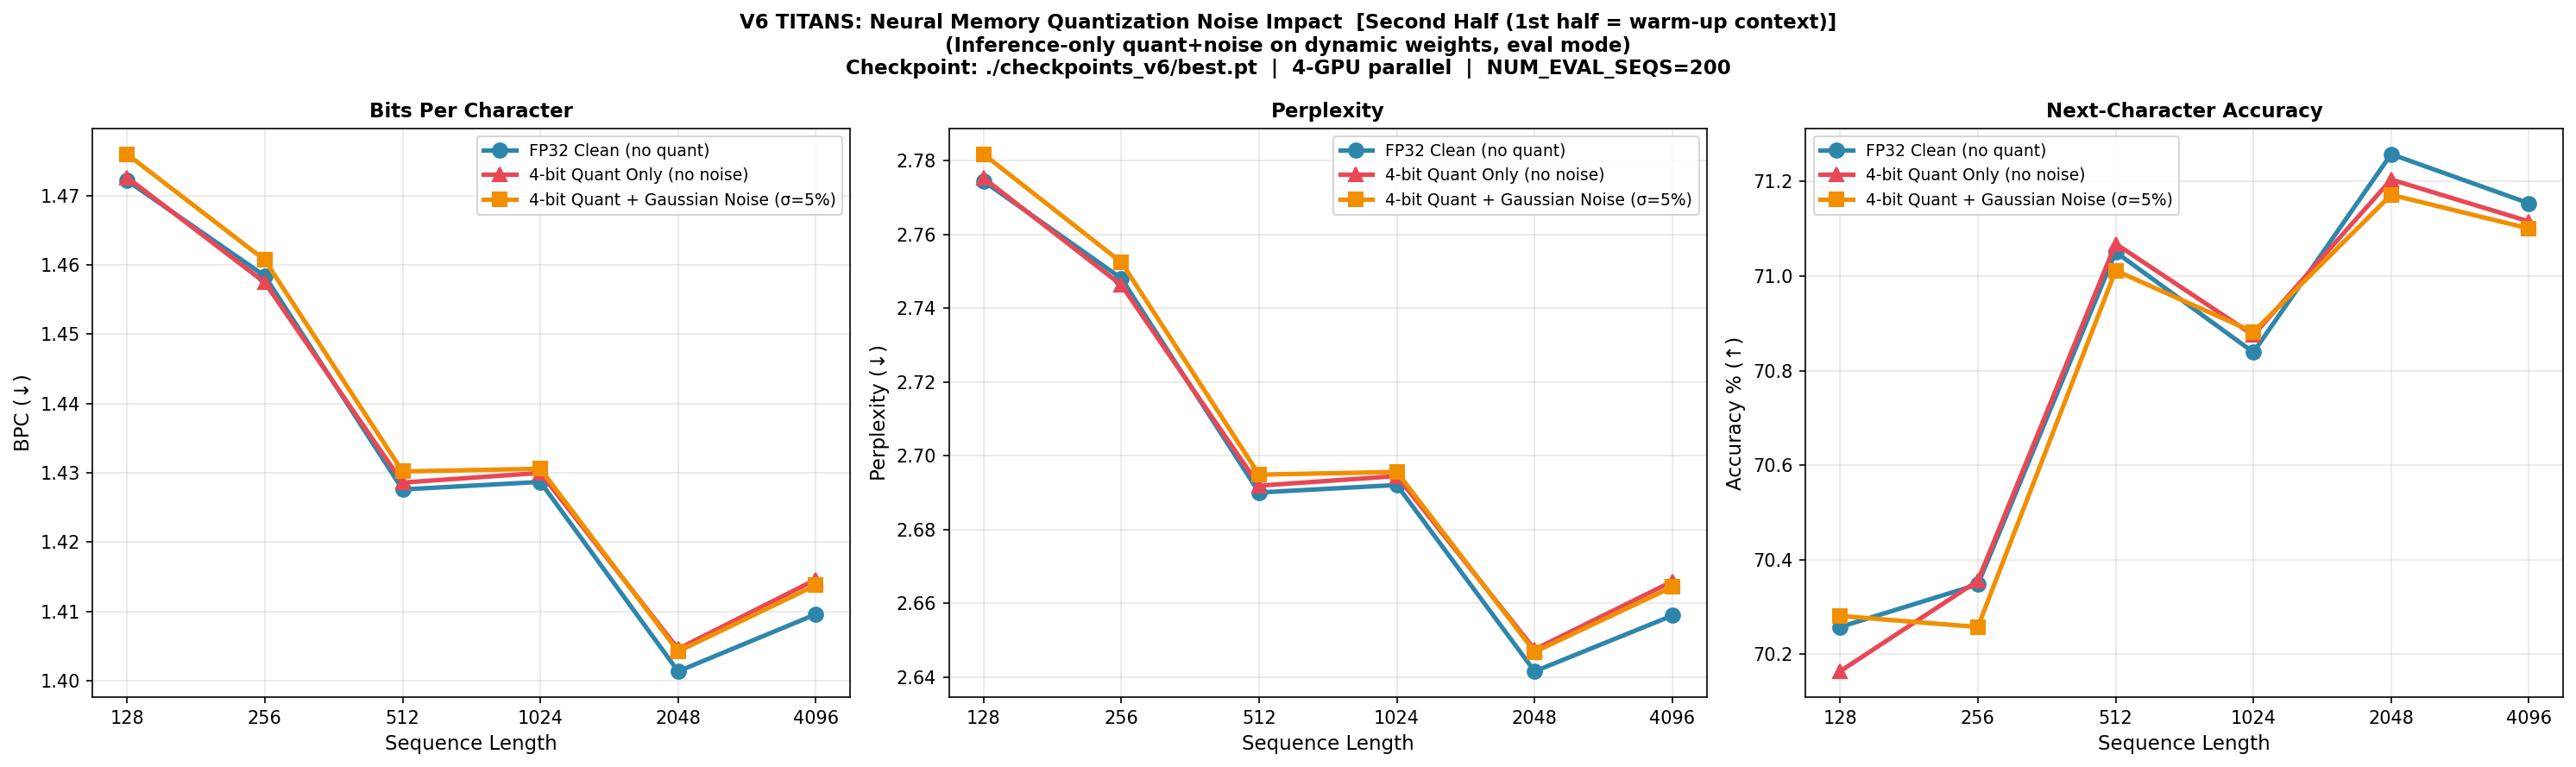 V6 TITANS: Neural Memory Quantization Noise Impact  [Second Half (1st half = warm-up context)]
(Inference-only quant+noise on dynamic weights, eval mode)
Checkpoint: ./checkpoints_v6/best.pt  |  4-GPU parallel  |  NUM_EVAL_SEQS=200
Bits Per Character
FP32 Clean (no quant)
4-bit Quant Only (no noise)
4-bit Quant + Gaussian Noise (σ=5%)
BPC (↓)
1.47
1.46
1.45
1.44
1.43
1.42
1.41
1.40
128 256 512 1024 2048 4096
Sequence Length
Perplexity
FP32 Clean (no quant)
4-bit Quant Only (no noise)
4-bit Quant + Gaussian Noise (σ=5%)
Perplexity (↓)
2.78
2.76
2.74
2.72
2.70
2.68
2.66
2.64
128 256 512 1024 2048 4096
Sequence Length
Next-Character Accuracy
FP32 Clean (no quant)
4-bit Quant Only (no noise)
4-bit Quant + Gaussian Noise (σ=5%)
Accuracy % (↑)
71.2
71.0
70.8
70.6
70.4
70.2
128 256 512 1024 2048 4096
Sequence Length